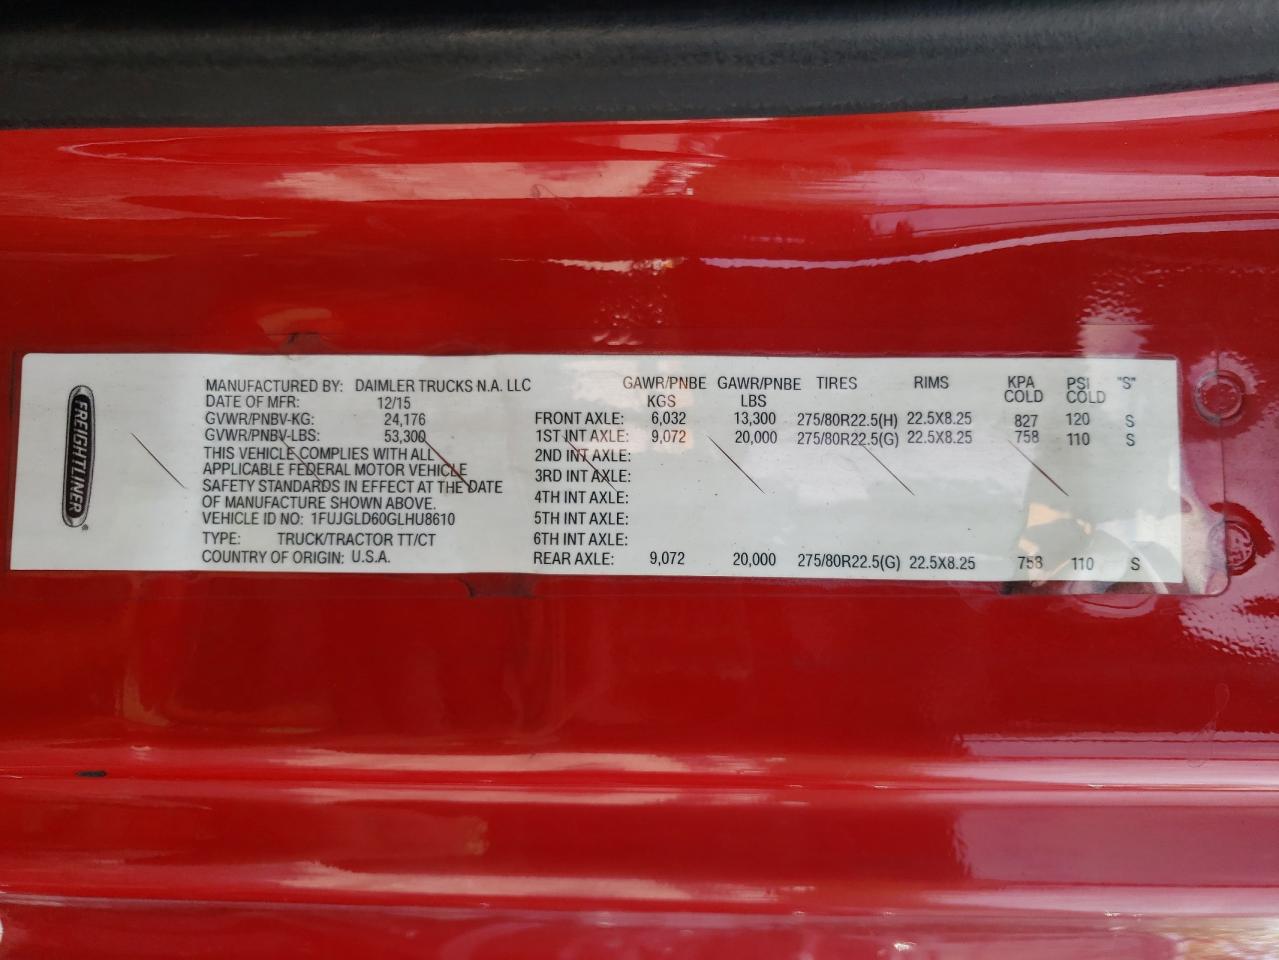 FREIGHTLINER®
MANUFACTURED BY: DAIMLER TRUCKS N.A. LLC
DATE OF MFR: 12/15
GVWR/PNBV-KG: 24,176
GVWR/PNBV-LBS: 53,300
THIS VEHICLE COMPLIES WITH ALL
APPLICABLE FEDERAL MOTOR VEHICLE
SAFETY STANDARDS IN EFFECT AT THE DATE
OF MANUFACTURE SHOWN ABOVE.
VEHICLE ID NO: 1FUJGLD60GLHU8610
TYPE: TRUCK/TRACTOR TT/CT
COUNTRY OF ORIGIN: U.S.A.
GAWR/PNBE GAWR/PNBE TIRES RIMS KPA PSI "S"
KGS LBS COLD COLD
FRONT AXLE: 6,032 13,300 275/80R22.5(H) 22.5X8.25 827 120 S
1ST INT AXLE: 9,072 20,000 275/80R22.5(G) 22.5X8.25 758 110 S
2ND INT AXLE:
3RD INT AXLE:
4TH INT AXLE:
5TH INT AXLE:
6TH INT AXLE:
REAR AXLE: 9,072 20,000 275/80R22.5(G) 22.5X8.25 758 110 S